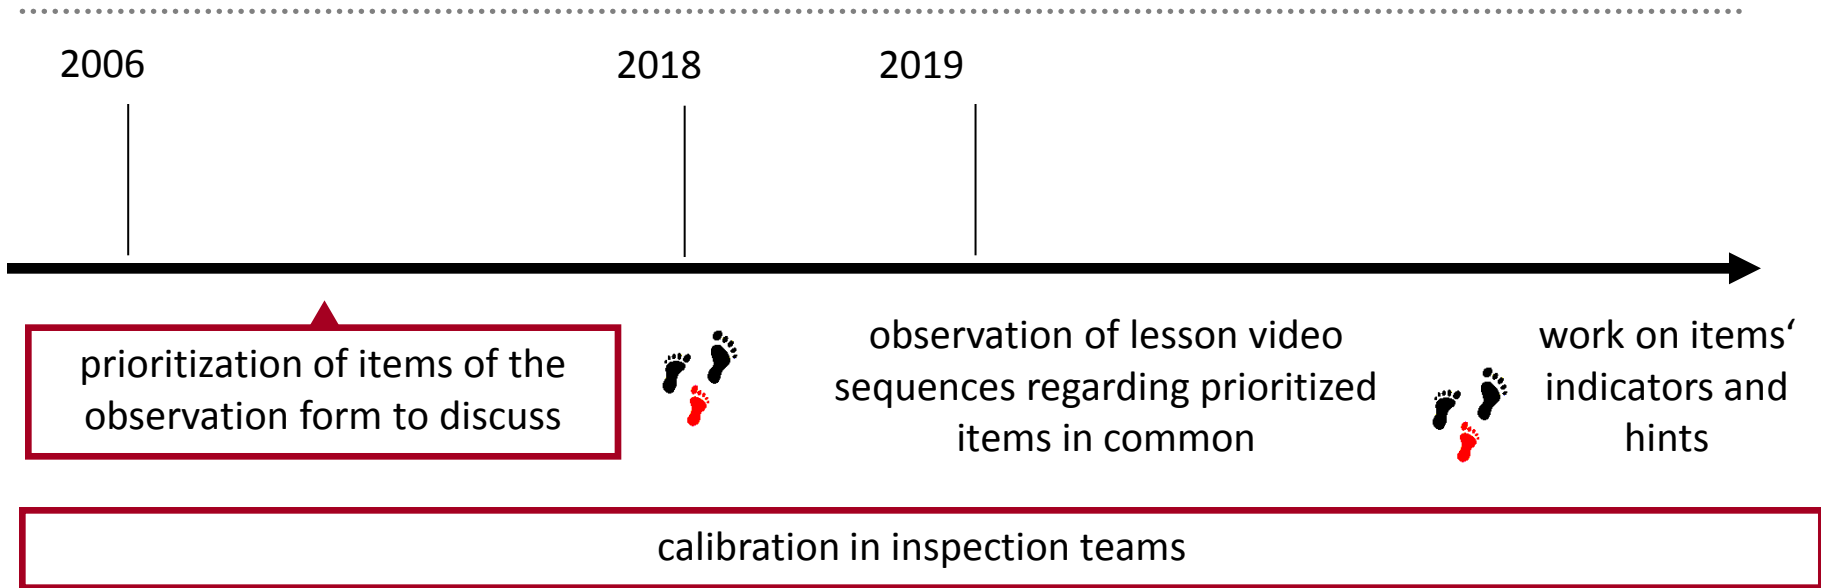 2006
2018
2019
prioritization of items of the
observation form to discuss
observation of lesson video
sequences regarding prioritized
items in common
work on items‘
indicators and
hints
calibration in inspection teams